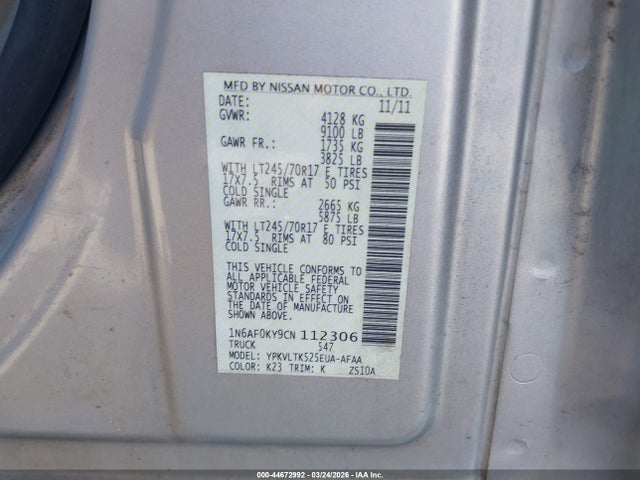 MFD BY NISSAN MOTOR CO., LTD.
DATE: 11/11
GVWR: 4128 KG
9100 LB
GAWR FR.: 1735 KG
3825 LB
WITH LT245/70R17 E TIRES
17X7.5 RIMS AT 50 PSI
COLD SINGLE
GAWR RR.: 2665 KG
5875 LB
WITH LT245/70R17 E TIRES
17X7.5 RIMS AT 80 PSI
COLD SINGLE
THIS VEHICLE CONFORMS TO
ALL APPLICABLE FEDERAL
MOTOR VEHICLE SAFETY
STANDARDS IN EFFECT ON THE
DATE OF MANUFACTURE
SHOWN ABOVE.
1N6AF0KY9CN 112306
TRUCK 547
MODEL: YPKVLTK525EUA-AFAA
COLOR: K23 TRIM: K ZS10A
000-44672992 - 03/24/2026 - IAA Inc.